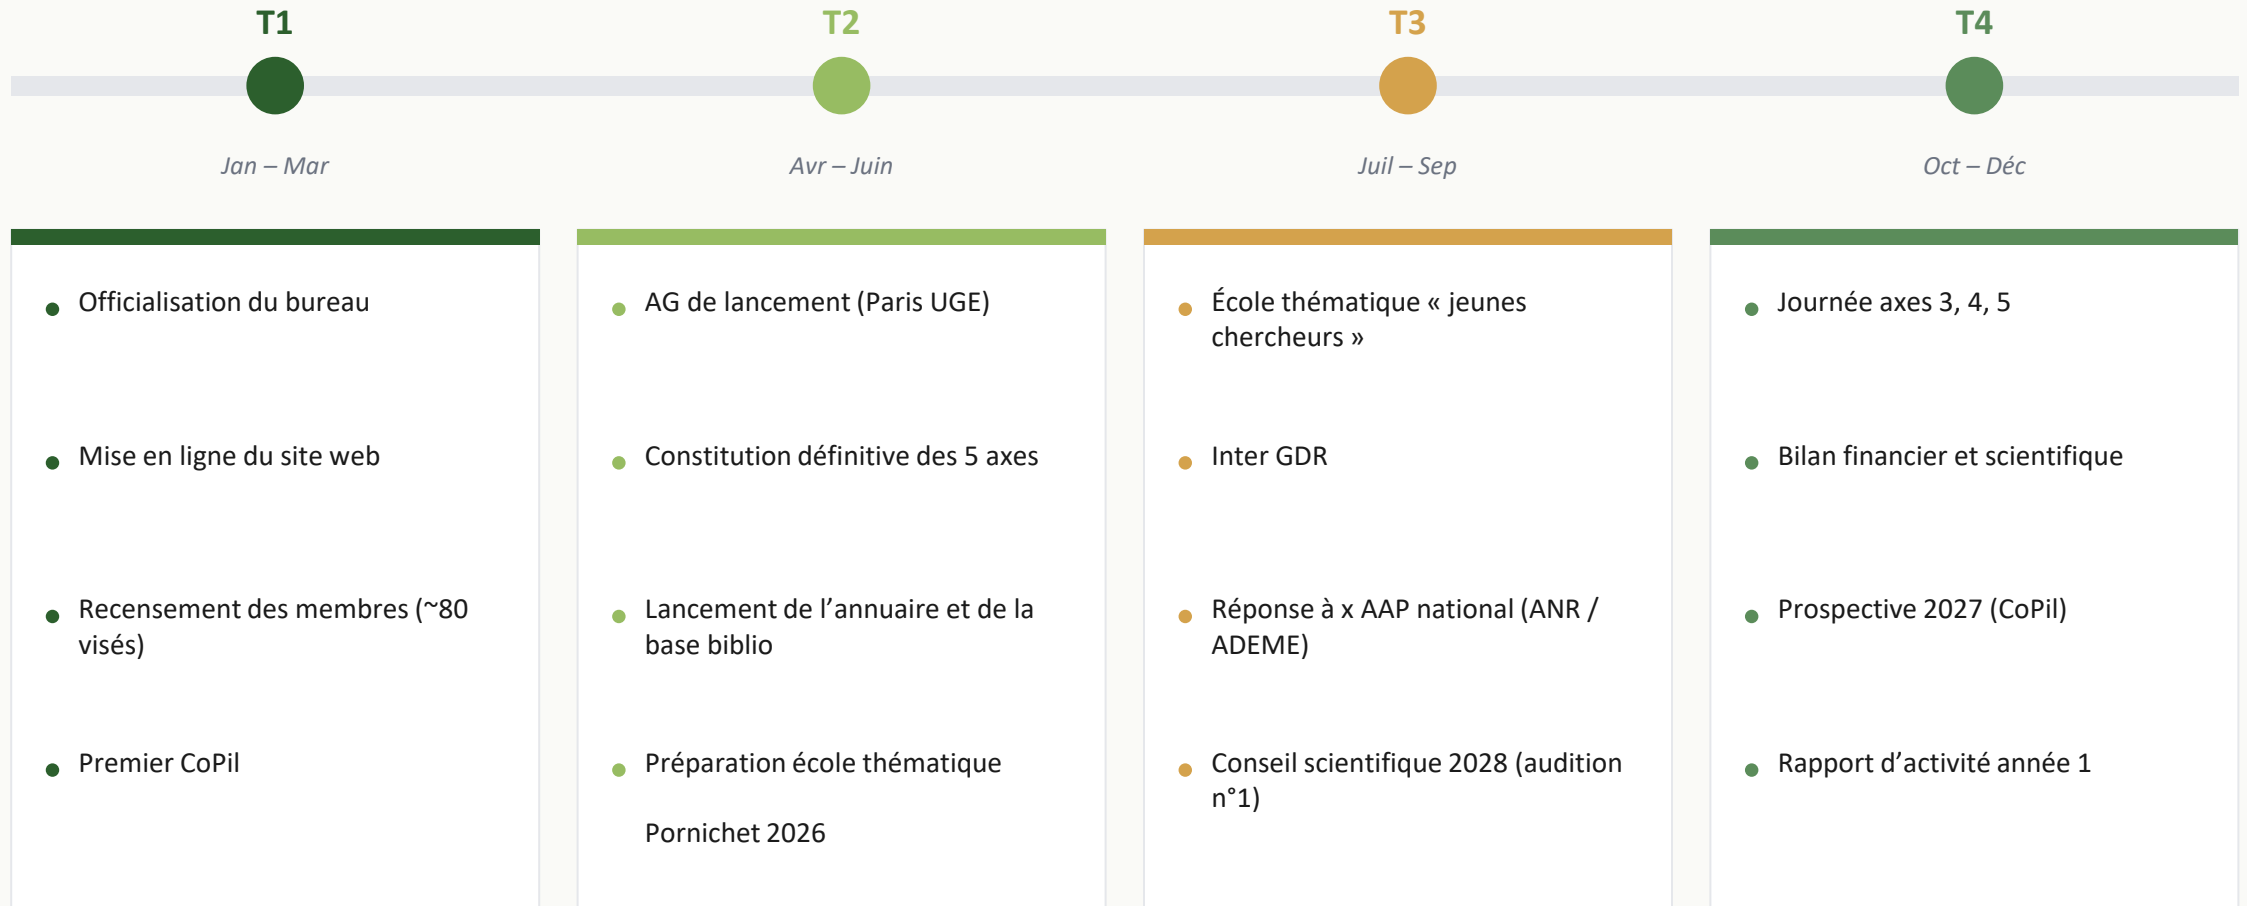 T1
T2
T3
T4
Jan – Mar
Avr – Juin
Juil – Sep
Oct – Déc
Officialisation du bureau
Mise en ligne du site web
Recensement des membres (~80
visés)
Premier CoPil
AG de lancement (Paris UGE)
Constitution définitive des 5 axes
Lancement de l’annuaire et de la
base biblio
Préparation école thématique
Pornichet 2026
École thématique « jeunes
chercheurs »
Inter GDR
Réponse à x AAP national (ANR /
ADEME)
Conseil scientifique 2028 (audition
n°1)
Journée axes 3, 4, 5
Bilan financier et scientifique
Prospective 2027 (CoPil)
Rapport d’activité année 1